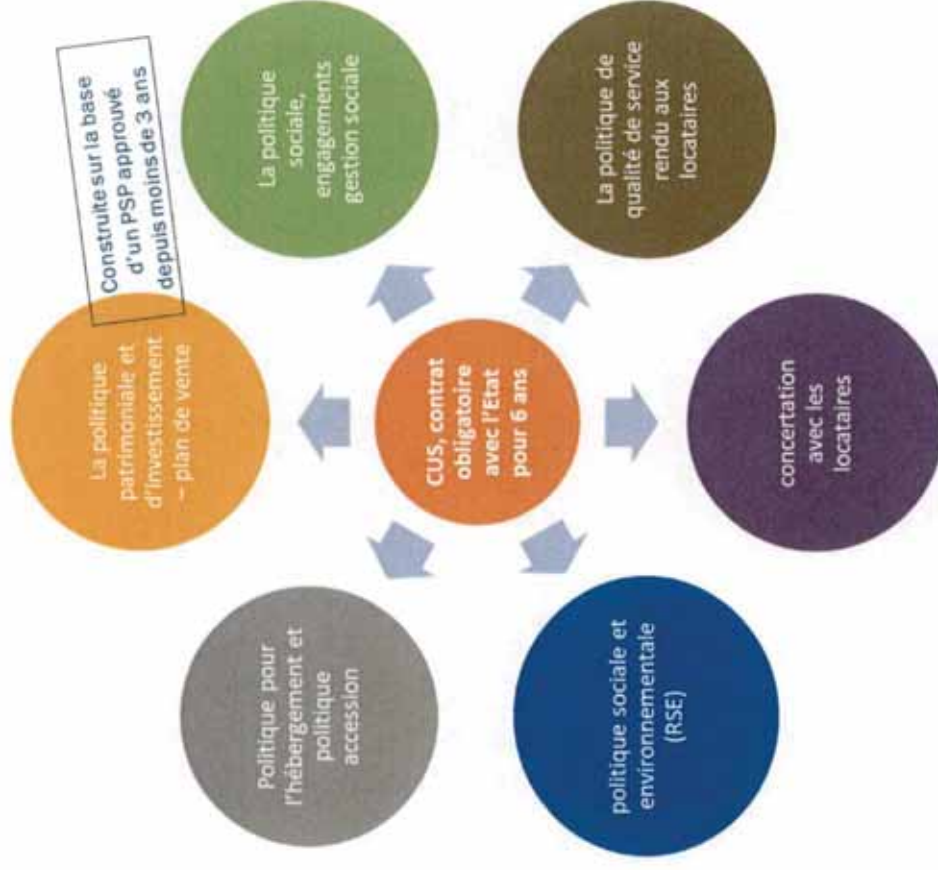 Construite sur la base
d'un PSP approuvé
depuis moins de 3 ans
La politique
patrimoniale et
d'investissement
– plan de vente
La politique
sociale,
engagements
gestion sociale
La politique de
qualité de service
rendu aux
locataires
concertation
avec les
locataires
politique sociale et
environnementale
(RSE)
Politique pour
l'hébergement et
politique
accession
CUS, contrat
obligatoire
avec l'Etat
pour 6 ans